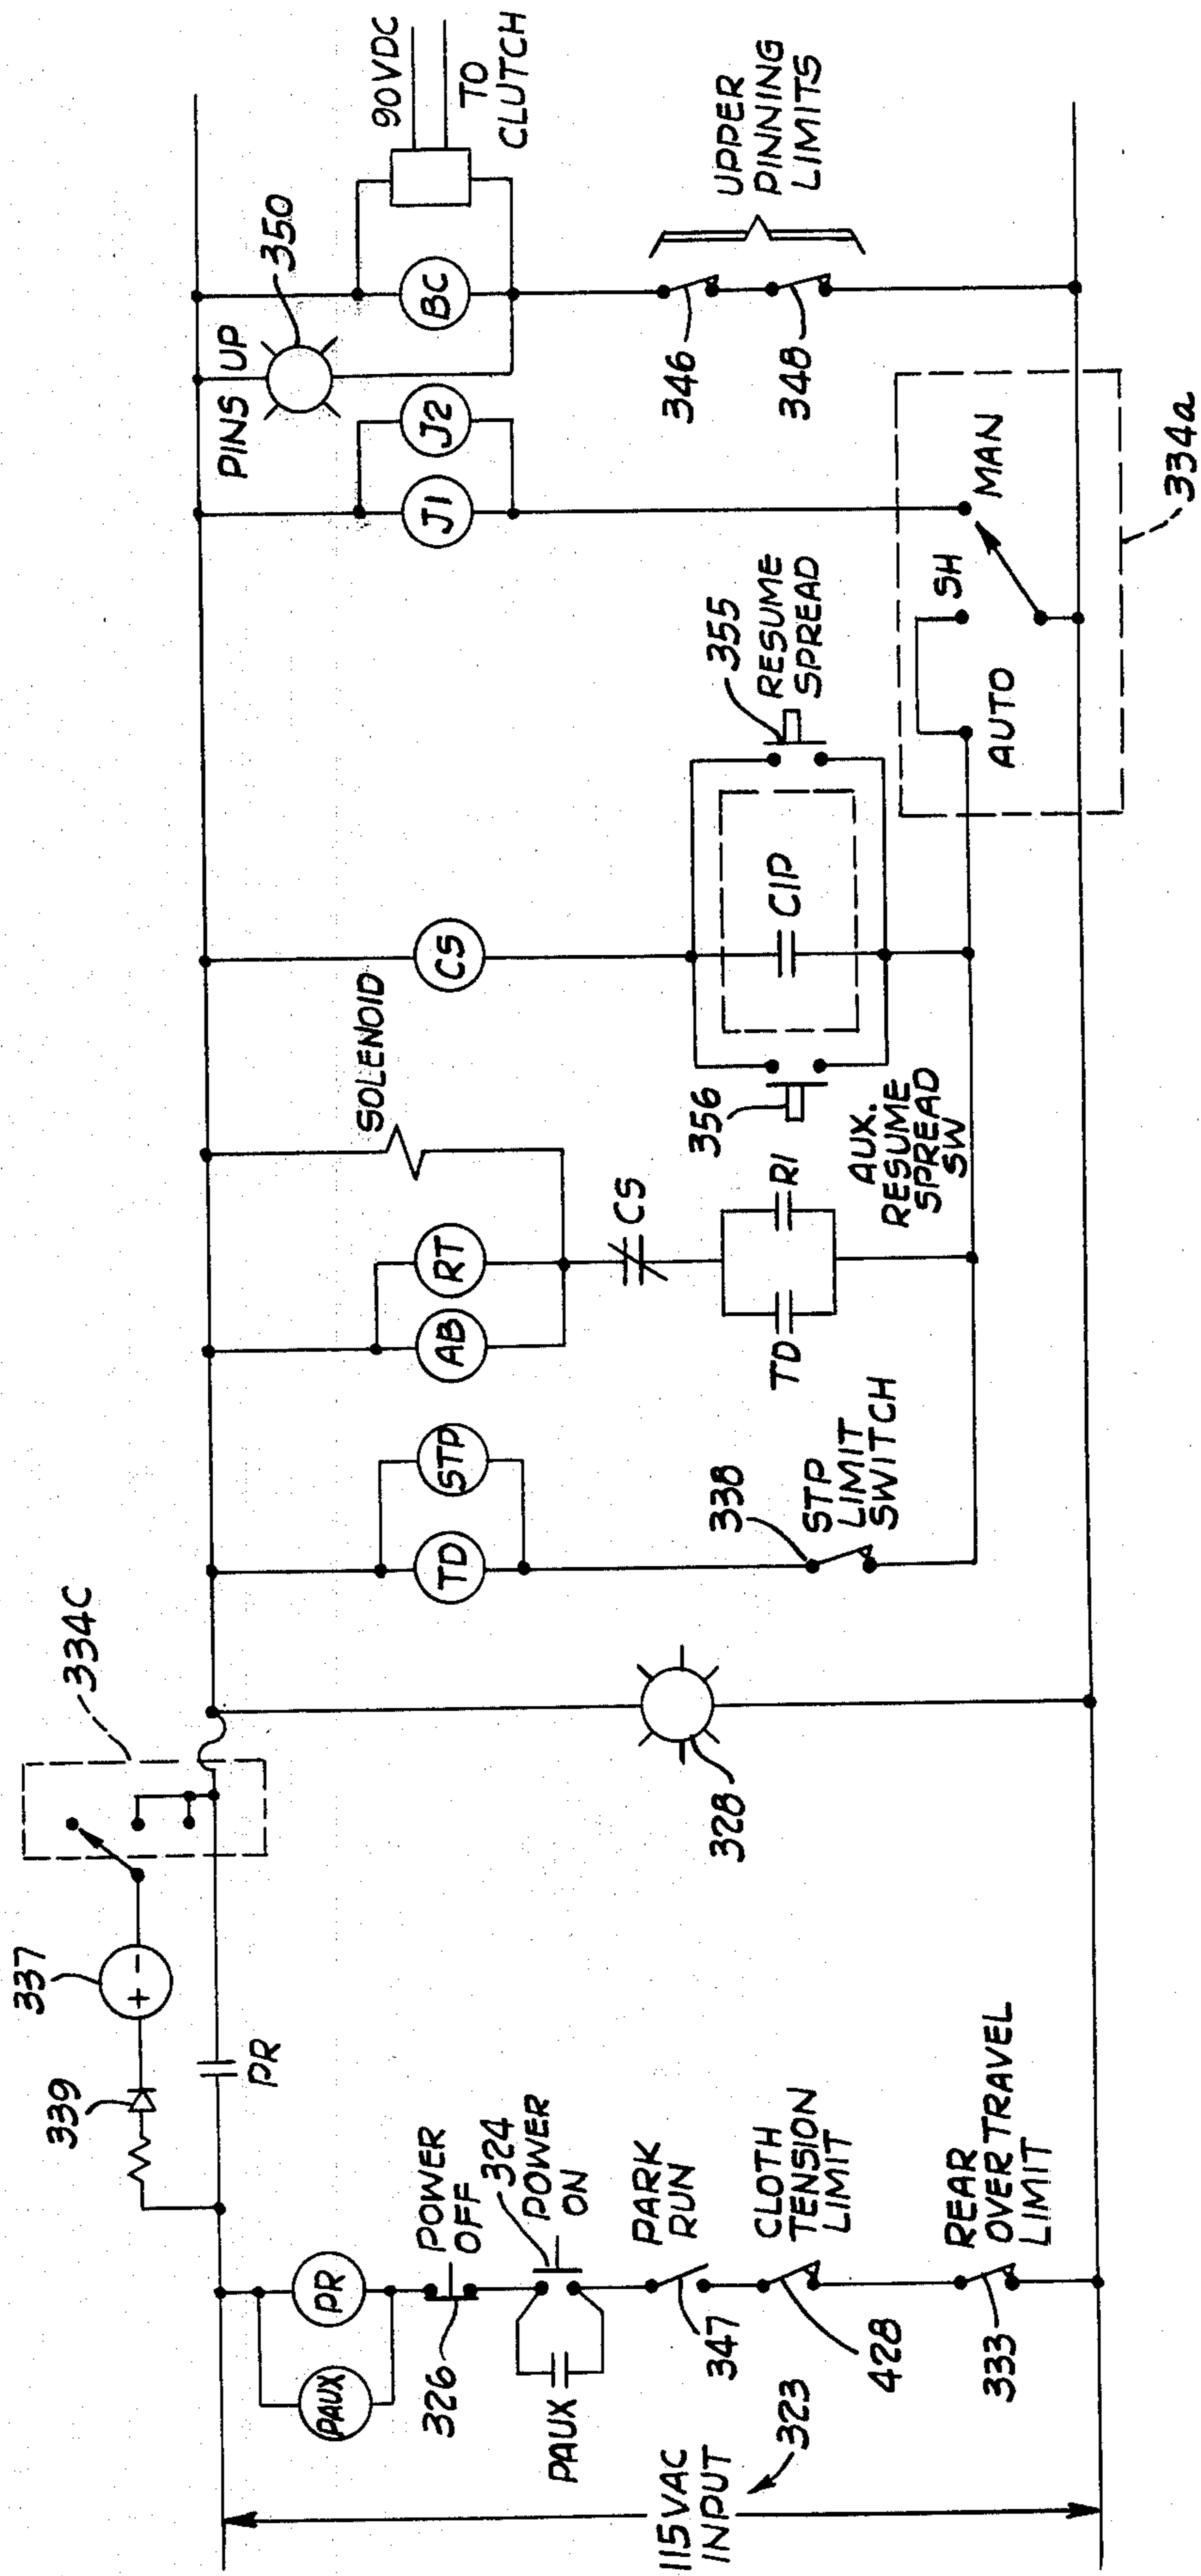 115VAC
INPUT
323
PAUX
PR
326
POWER
OFF
324
POWER
ON
PAUX
PARK
RUN
347
CLOTH
TENSION
LIMIT
428
REAR
OVER TRAVEL
LIMIT
333
339
337
+ -
PR
334C
328
TD
STP
338
STP
LIMIT
SWITCH
AB
RT
SOLENOID
CS
TD
R1
CS
356
AUX.
RESUME
SPREAD
SW
CIP
355
RESUME
SPREAD
AUTO
SH
MAN
334a
J1
J2
PINS UP
350
BC
90VDC
TO
CLUTCH
346
348
UPPER
PINNING
LIMITS